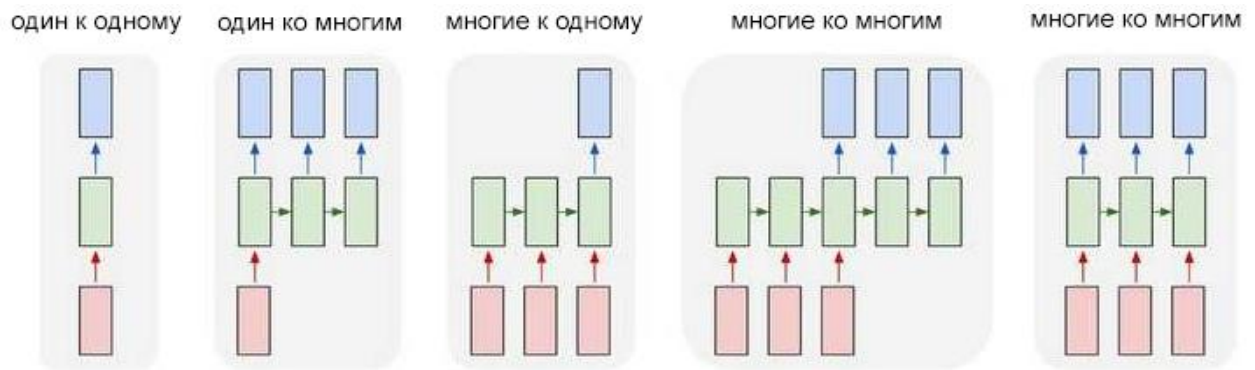 один к одному
один ко многим
многие к одному
многие ко многим
многие ко многим